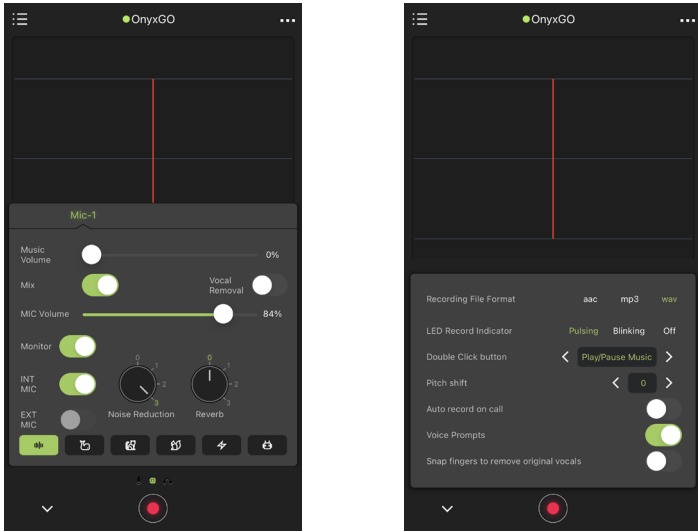 OnyxGO
Mic-1
Music
Volume
0%
Mix
Vocal
Removal
MIC Volume
84%
Monitor
INT
MIC
0
1
2
3
0
1
2
3
EXT
MIC
Noise Reduction
Reverb
OnyxGO
Recording File Format aac mp3 wav
LED Record Indicator Pulsing Blinking Off
Double Click button Play/Pause Music
Pitch shift 0
Auto record on call
Voice Prompts
Snap fingers to remove original vocals